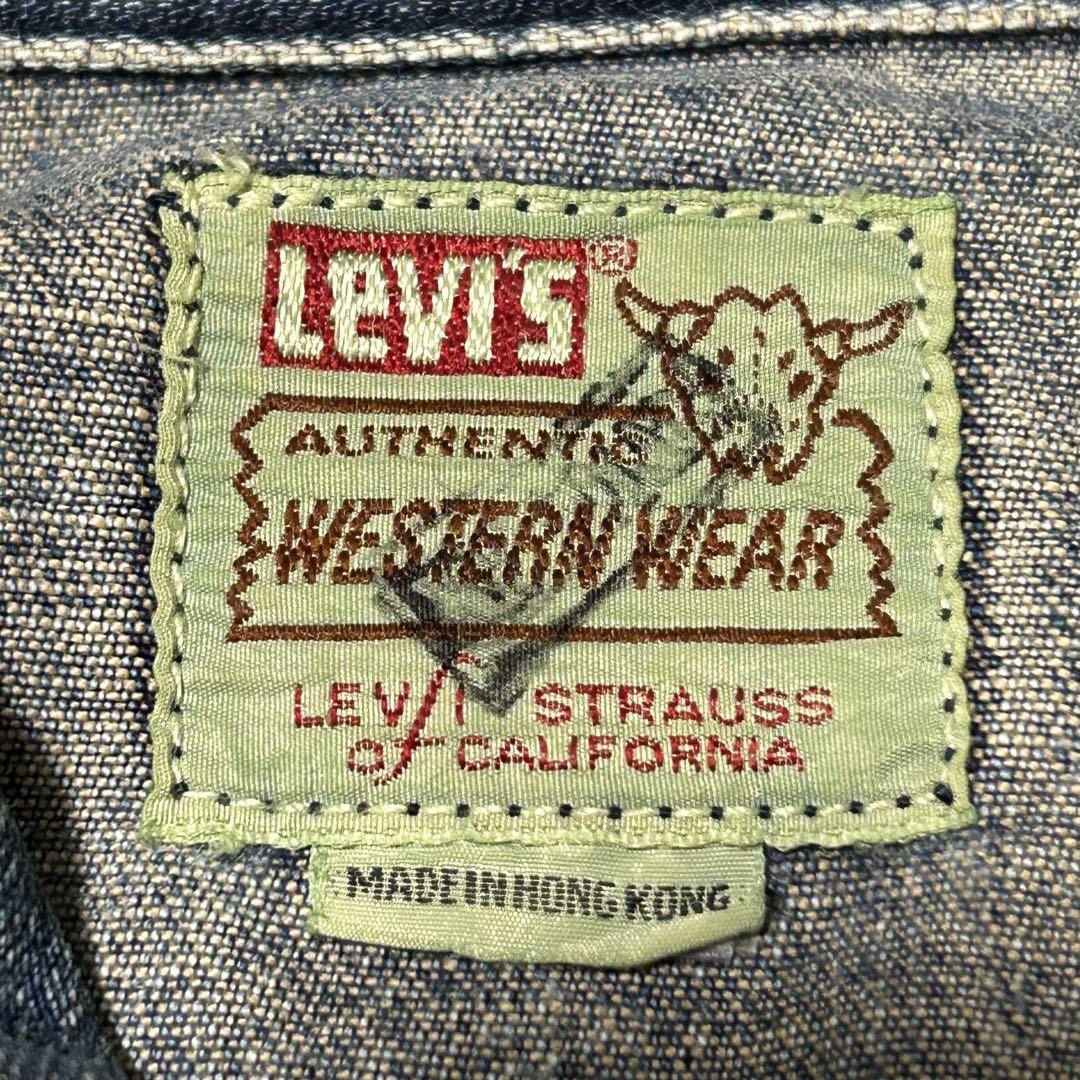 LEVI'S ®
AUTHENTIC
WESTERN WEAR
LEVI STRAUSS
OF CALIFORNIA
MADE IN HONG KONG